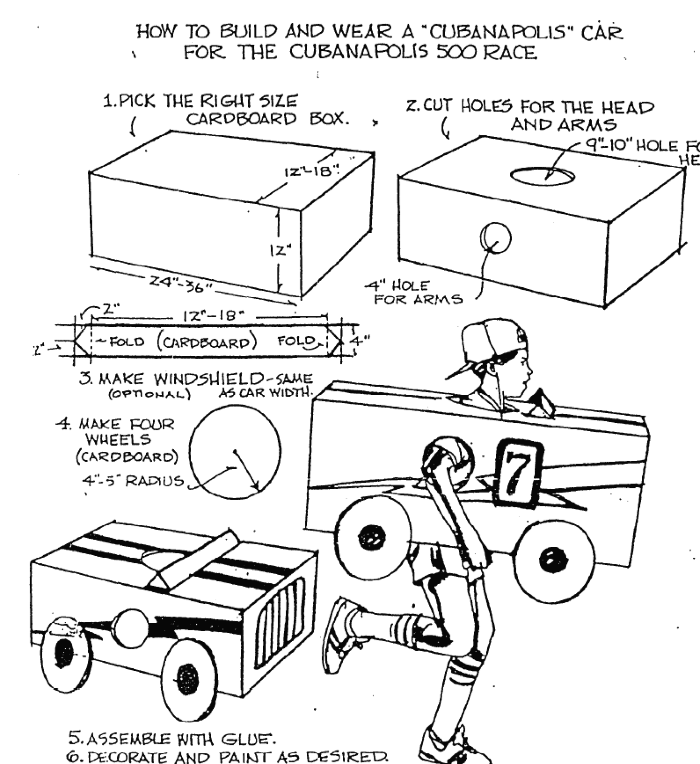 HOW TO BUILD AND WEAR A "CUBANAPOLIS" CAR
FOR THE CUBANAPOLIS 500 RACE
1. PICK THE RIGHT SIZE
CARDBOARD BOX.
2. CUT HOLES FOR THE HEAD
AND ARMS
9"-10" HOLE FO
HE
12"-18"
12"
24"-36"
4" HOLE
FOR ARMS
2"
12"-18"
2"
FOLD (CARDBOARD) FOLD
4"
3. MAKE WINDSHIELD-SAME
(OPTIONAL) AS CAR WIDTH.
4. MAKE FOUR
WHEELS
(CARDBOARD)
4"-5" RADIUS
7
5. ASSEMBLE WITH GLUE.
6. DECORATE AND PAINT AS DESIRED.